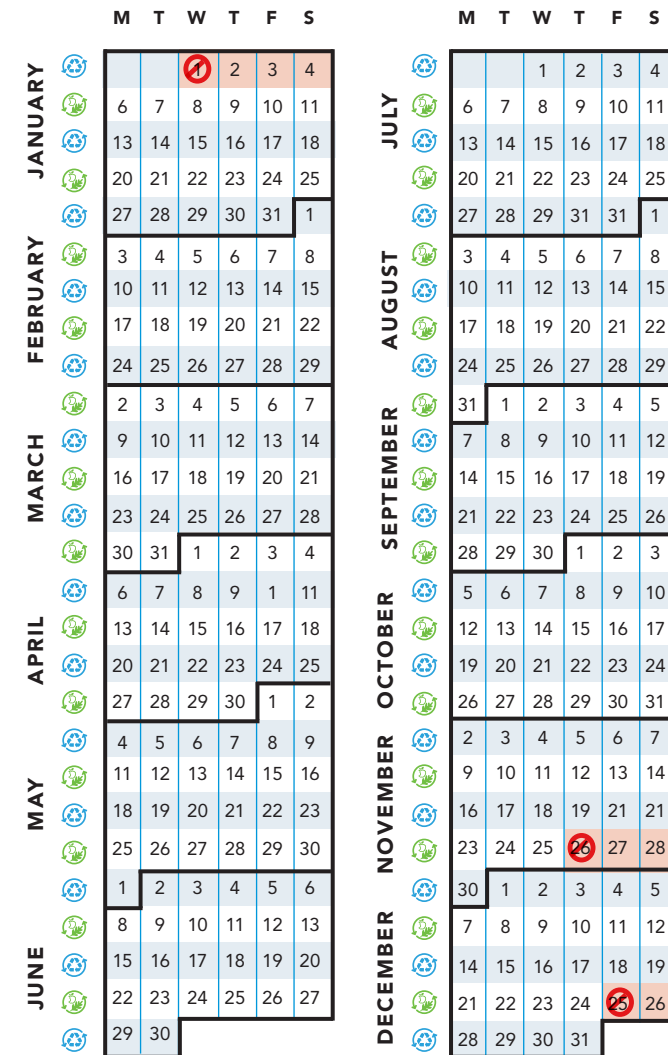 M T W T F S
JANUARY
1 2 3 4
6 7 8 9 10 11
13 14 15 16 17 18
20 21 22 23 24 25
27 28 29 30 31 1
FEBRUARY
3 4 5 6 7 8
10 11 12 13 14 15
17 18 19 20 21 22
24 25 26 27 28 29
MARCH
2 3 4 5 6 7
9 10 11 12 13 14
16 17 18 19 20 21
23 24 25 26 27 28
30 31 1 2 3 4
APRIL
6 7 8 9 1 11
13 14 15 16 17 18
20 21 22 23 24 25
27 28 29 30 1 2
MAY
4 5 6 7 8 9
11 12 13 14 15 16
18 19 20 21 22 23
25 26 27 28 29 30
1 2 3 4 5 6
JUNE
8 9 10 11 12 13
15 16 17 18 19 20
22 23 24 25 26 27
29 30
M T W T F S
JULY
1 2 3 4
6 7 8 9 10 11
13 14 15 16 17 18
20 21 22 23 24 25
27 28 29 31 31 1
AUGUST
3 4 5 6 7 8
10 11 12 13 14 15
17 18 19 20 21 22
24 25 26 27 28 29
31 1 2 3 4 5
SEPTEMBER
7 8 9 10 11 12
14 15 16 17 18 19
21 22 23 24 25 26
28 29 30 1 2 3
OCTOBER
5 6 7 8 9 10
12 13 14 15 16 17
19 20 21 22 23 24
26 27 28 29 30 31
NOVEMBER
2 3 4 5 6 7
9 10 11 12 13 14
16 17 18 19 21 21
23 24 25 26 27 28
30 1 2 3 4 5
DECEMBER
7 8 9 10 11 12
14 15 16 17 18 19
21 22 23 24 25 26
28 29 30 31